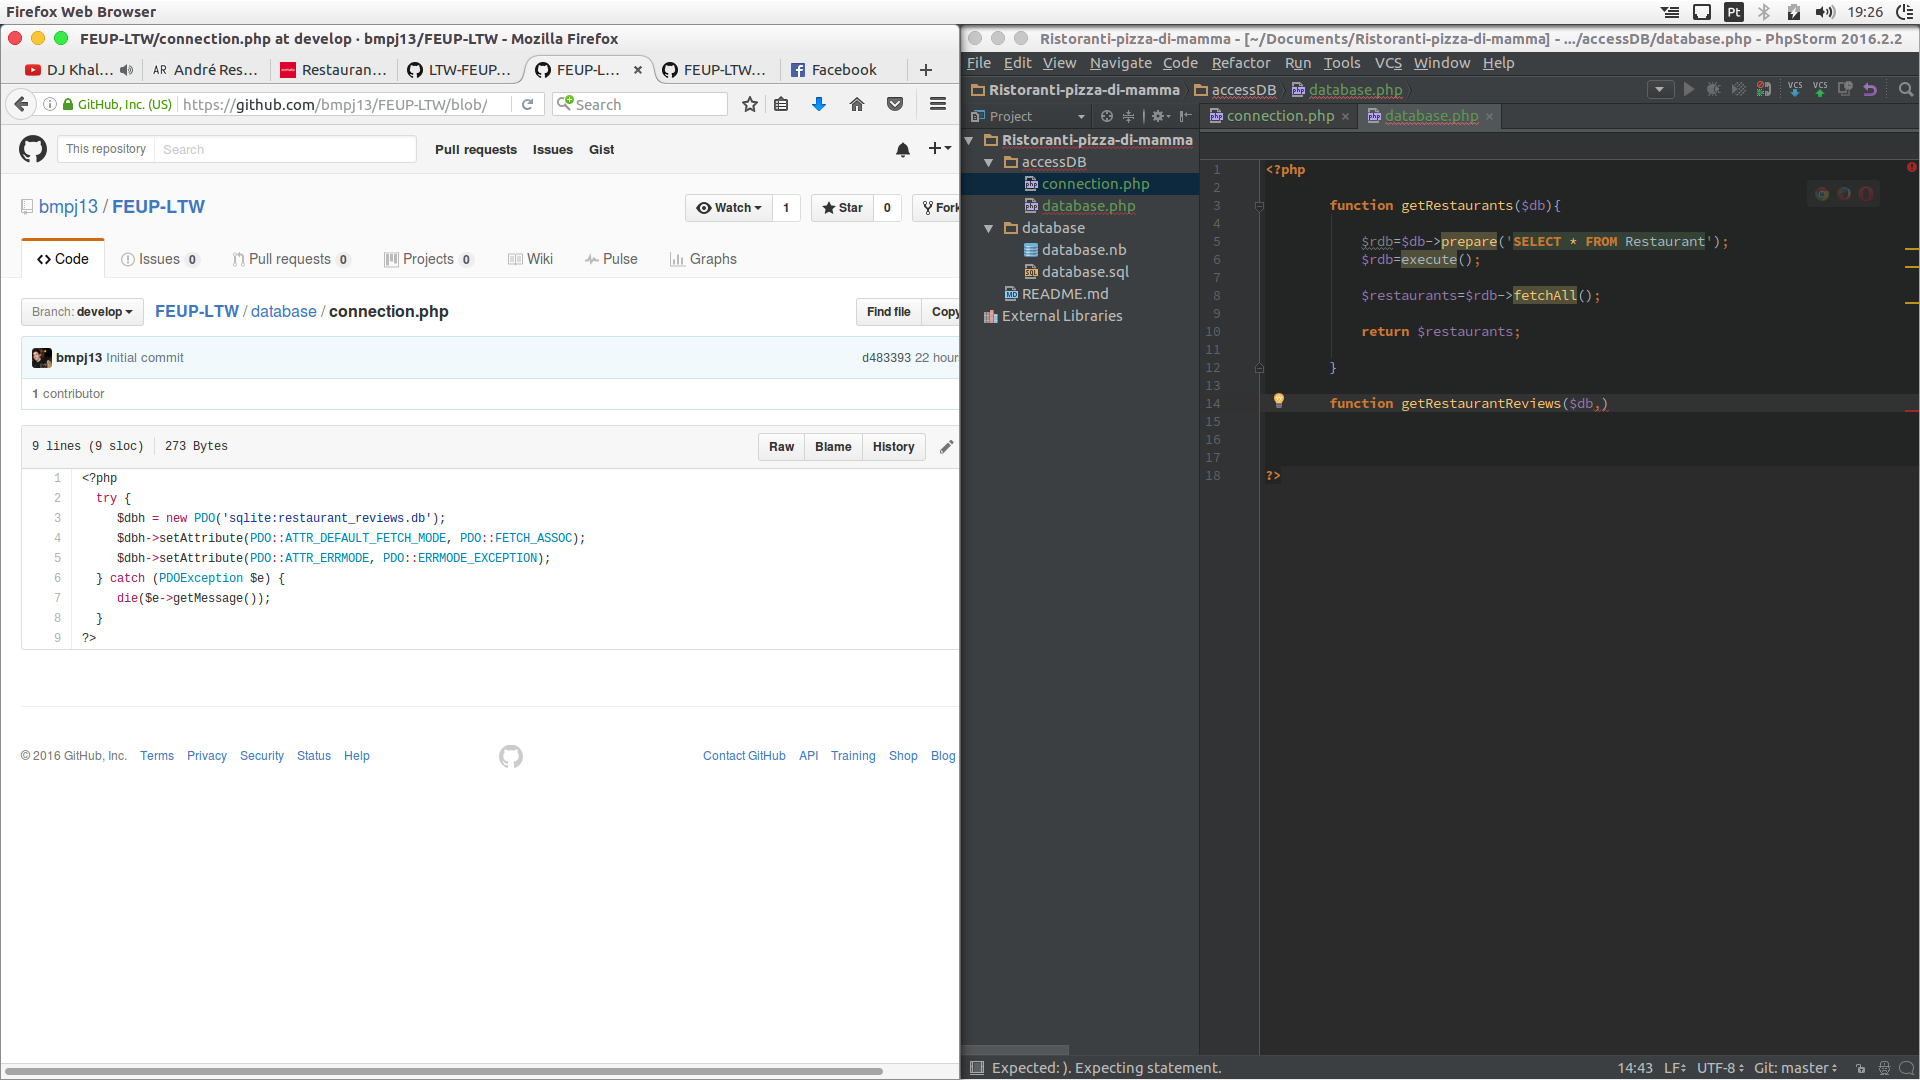 Firefox Web Browser
Pt
19:26
FEUP-LTW/connection.php at develop · bmpj13/FEUP-LTW - Mozilla Firefox
DJ Khal...
AR André Res...
Restauran...
LTW-FEUP...
FEUP-L...
FEUP-LTW...
Facebook
GitHub, Inc. (US)
https://github.com/bmpj13/FEUP-LTW/blob/
Search
This repository
Search
Pull requests
Issues
Gist
bmpj13 / FEUP-LTW
Watch
1
Star
0
Fork
Code
Issues 0
Pull requests 0
Projects 0
Wiki
Pulse
Graphs
Branch: develop
FEUP-LTW / database / connection.php
Find file
Copy
bmpj13 Initial commit
d483393 22 hour
1 contributor
9 lines (9 sloc)
273 Bytes
Raw
Blame
History
1 <?php
2 try {
3 $dbh = new PDO('sqlite:restaurant_reviews.db');
4 $dbh->setAttribute(PDO::ATTR_DEFAULT_FETCH_MODE, PDO::FETCH_ASSOC);
5 $dbh->setAttribute(PDO::ATTR_ERRMODE, PDO::ERRMODE_EXCEPTION);
6 } catch (PDOException $e) {
7 die($e->getMessage());
8 }
9 ?>
© 2016 GitHub, Inc.
Terms
Privacy
Security
Status
Help
Contact GitHub
API
Training
Shop
Blog
Ristoranti-pizza-di-mamma - [~/Documents/Ristoranti-pizza-di-mamma] - .../accessDB/database.php - PhpStorm 2016.2.2
File Edit View Navigate Code Refactor Run Tools VCS Window Help
Ristoranti-pizza-di-mamma
accessDB
database.php
VCS
VCS
Project
connection.php
database.php
Ristoranti-pizza-di-mamma
accessDB
connection.php
database.php
database
database.nb
database.sql
README.md
External Libraries
1 <?php
2
3 function getRestaurants($db){
4
5 $rdb=$db->prepare('SELECT * FROM Restaurant');
6 $rdb=execute();
7
8 $restaurants=$rdb->fetchAll();
9
10 return $restaurants;
11
12 }
13
14 function getRestaurantReviews($db,)
15
16
17
18 ?>
Expected: ). Expecting statement.
14:43
LF
UTF-8
Git: master